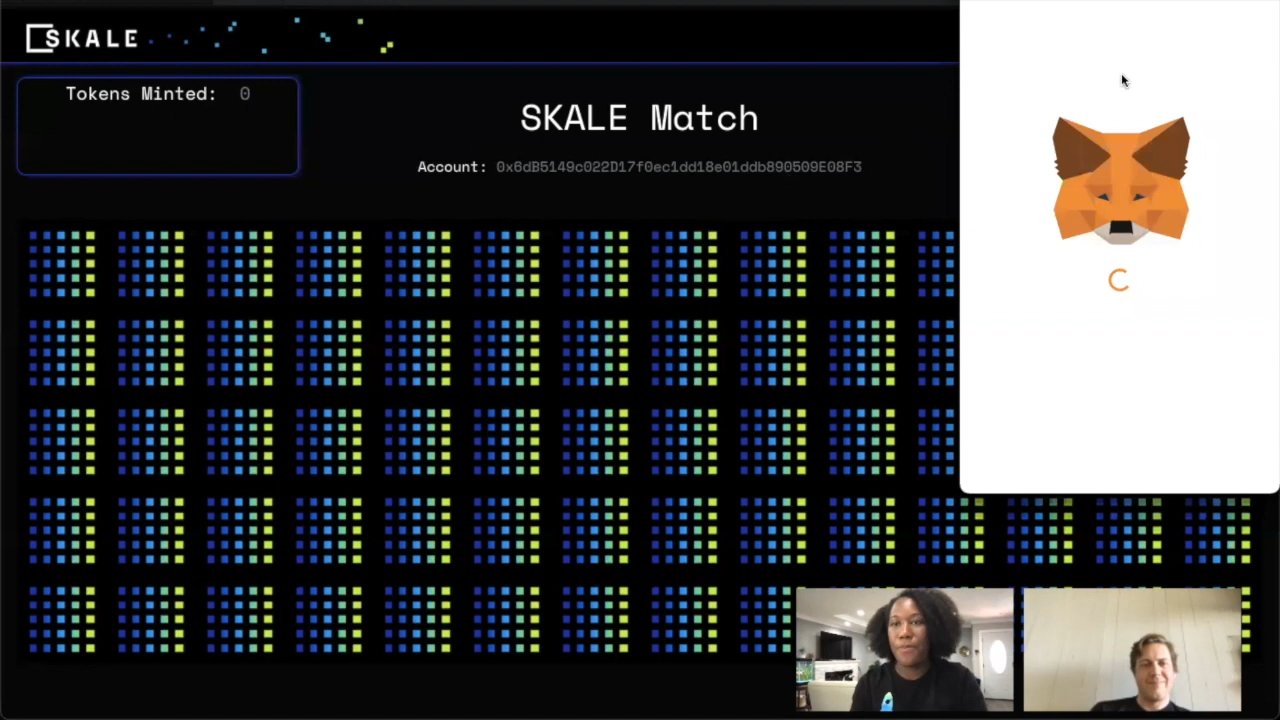 SKALE
Tokens Minted: 0
SKALE Match
Account: 0x6dB5149c022D17f0ec1dd18e01ddb890509E08F3